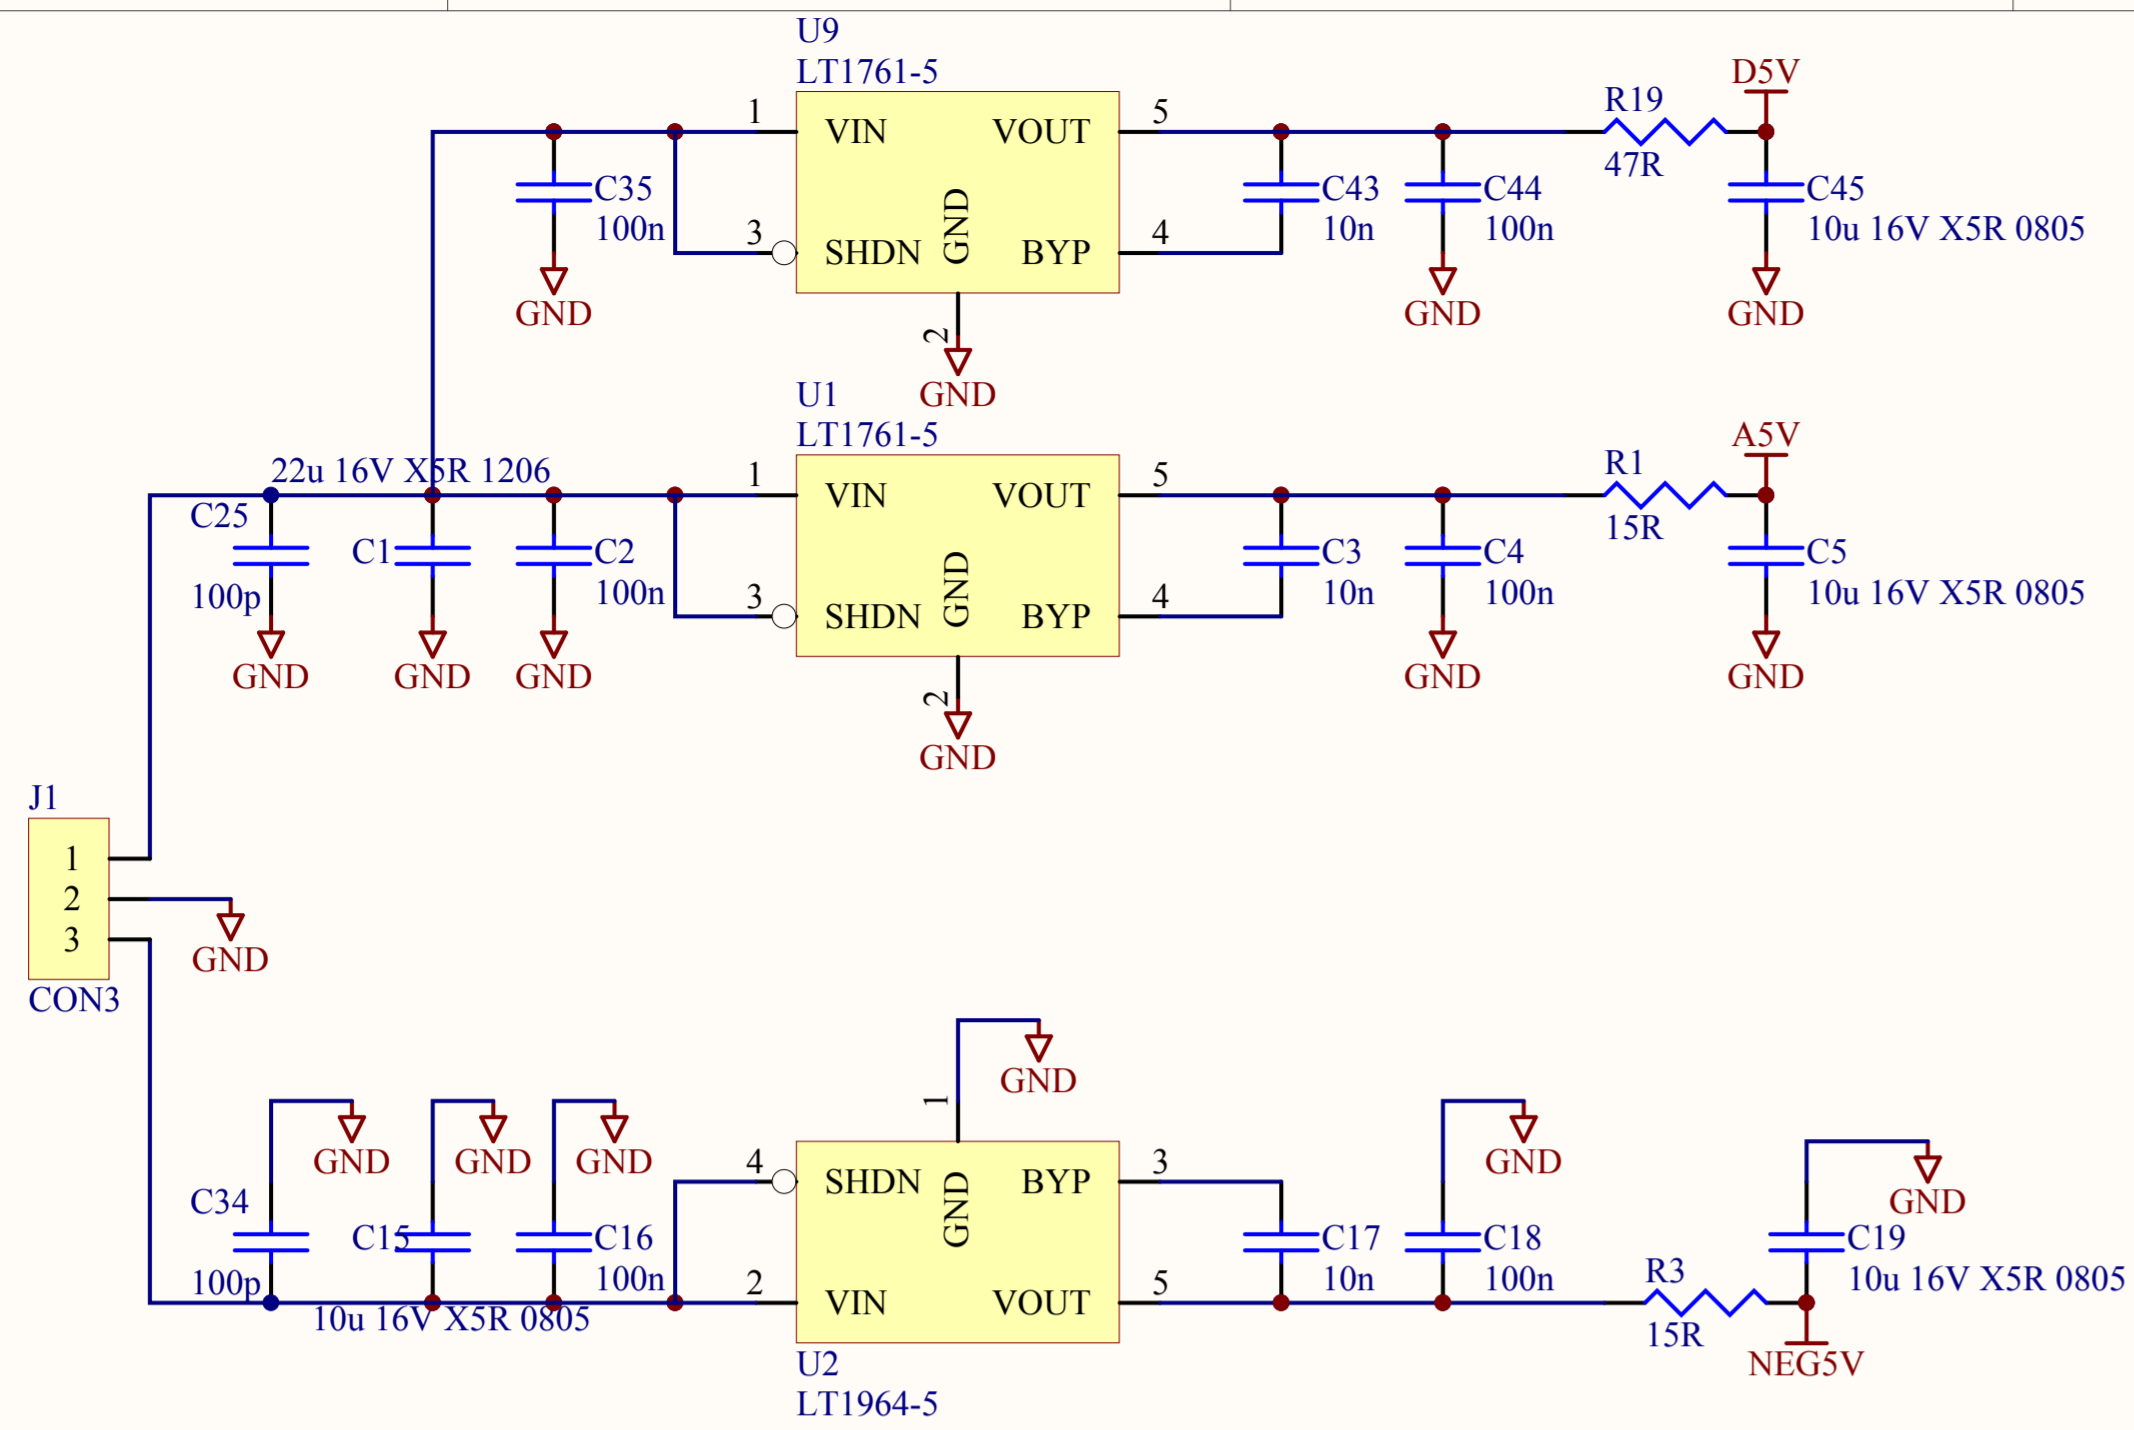 U9
LT1761-5
1
VIN
VOUT
5
3
SHDN
GND
BYP
4
2
GND
C35
100n
GND
C43
10n
C44
100n
GND
R19
47R
D5V
C45
10u 16V X5R 0805
GND
U1
LT1761-5
1
VIN
VOUT
5
3
SHDN
GND
BYP
4
2
GND
22u 16V X5R 1206
C25
100p
GND
C1
GND
C2
100n
GND
C3
10n
C4
100n
GND
R1
15R
A5V
C5
10u 16V X5R 0805
GND
J1
1
2
3
CON3
GND
GND
1
GND
GND
GND
C34
100p
C15
10u 16V X5R 0805
C16
100n
4
SHDN
GND
BYP
3
2
VIN
VOUT
5
U2
LT1964-5
C17
10n
GND
C18
100n
R3
15R
GND
C19
10u 16V X5R 0805
NEG5V